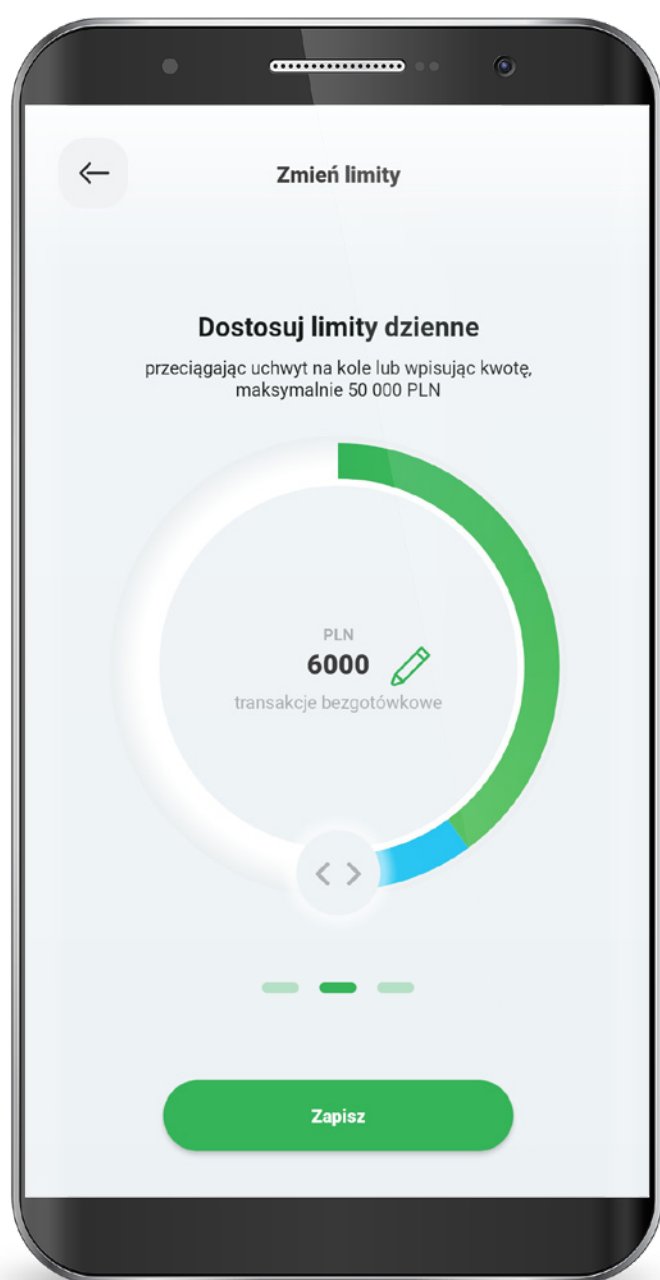 Zmień limity
Dostosuj limity dzienne
przeciągając uchwyt na kole lub wpisując kwotę,
maksymalnie 50 000 PLN
PLN
6000
transakcje bezgotówkowe
Zapisz